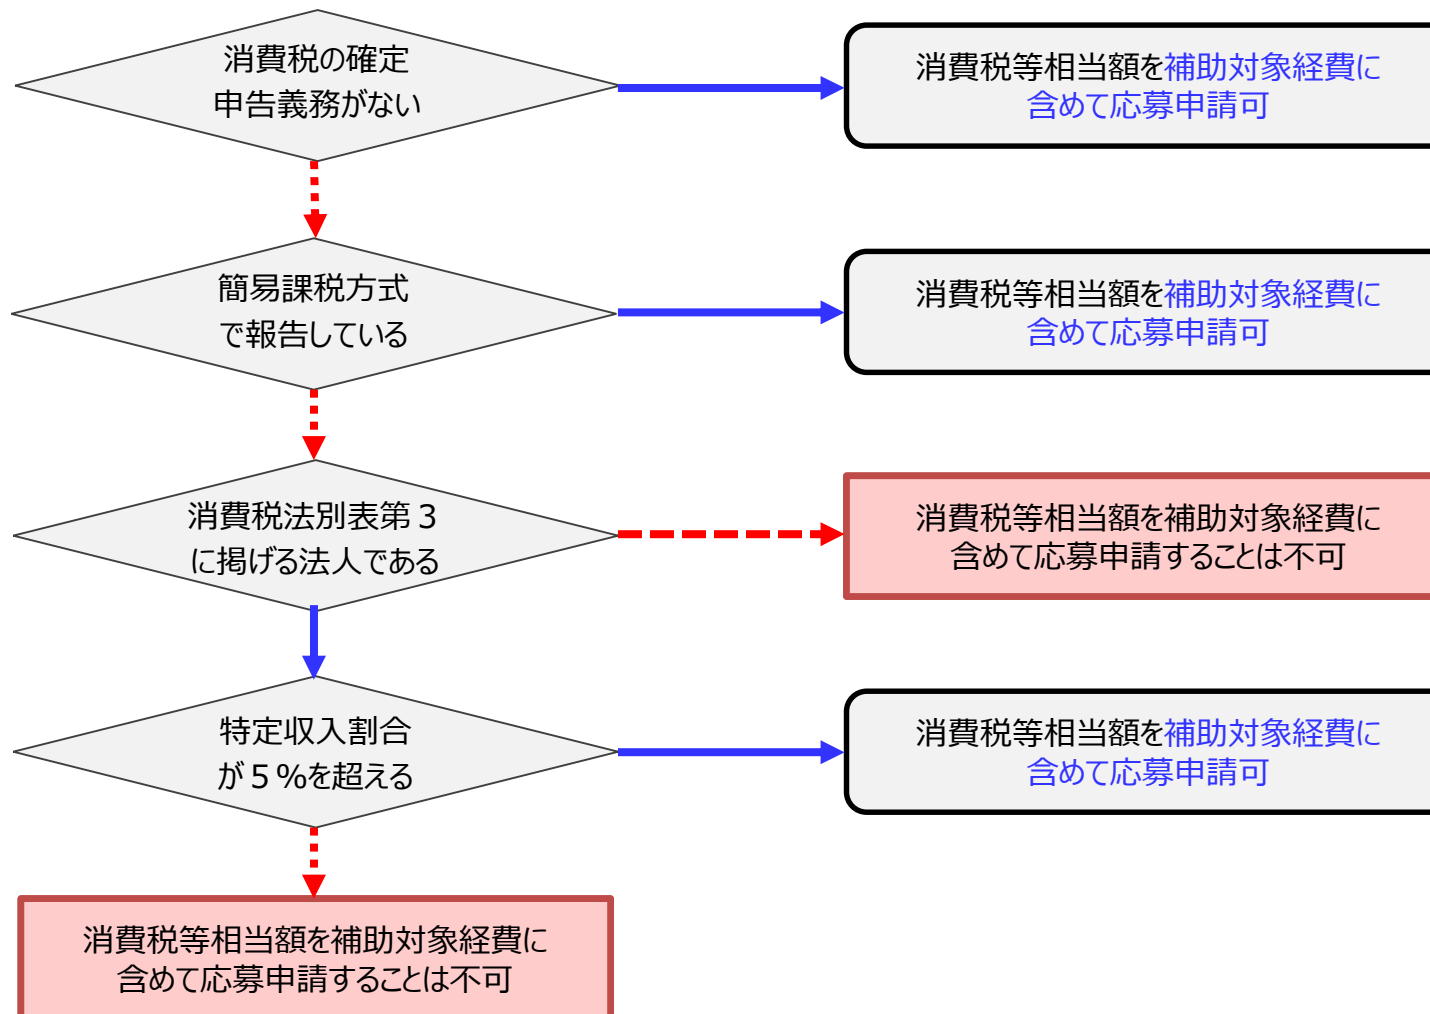 消費税の確定
申告義務がない
消費税等相当額を補助対象経費に
含めて応募申請可
簡易課税方式
で報告している
消費税等相当額を補助対象経費に
含めて応募申請可
消費税法別表第３
に掲げる法人である
消費税等相当額を補助対象経費に
含めて応募申請することは不可
特定収入割合
が５%を超える
消費税等相当額を補助対象経費に
含めて応募申請可
消費税等相当額を補助対象経費に
含めて応募申請することは不可